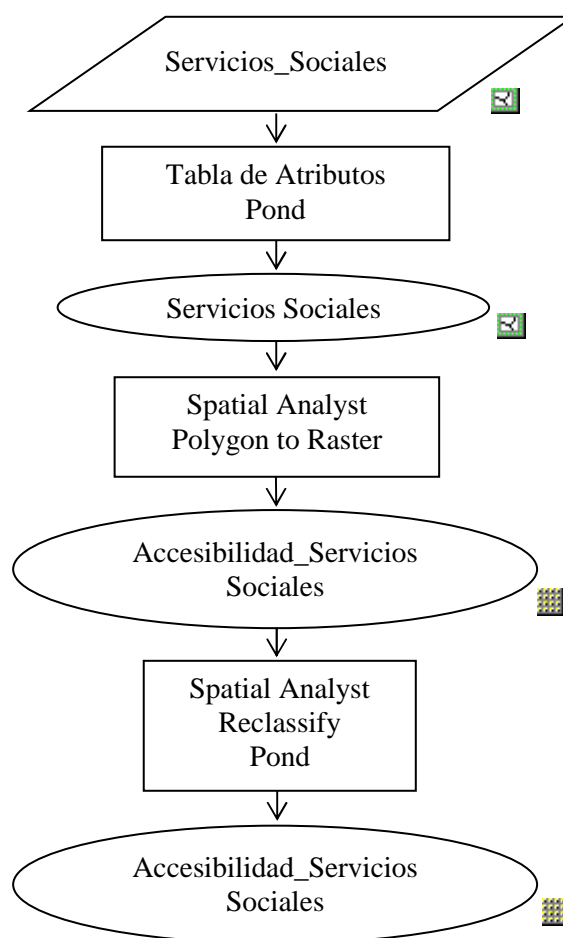 Servicios_Sociales
Tabla de Atributos
Pond
Servicios Sociales
Spatial Analyst
Polygon to Raster
Accesibilidad_Servicios
Sociales
Spatial Analyst
Reclassify
Pond
Accesibilidad_Servicios
Sociales